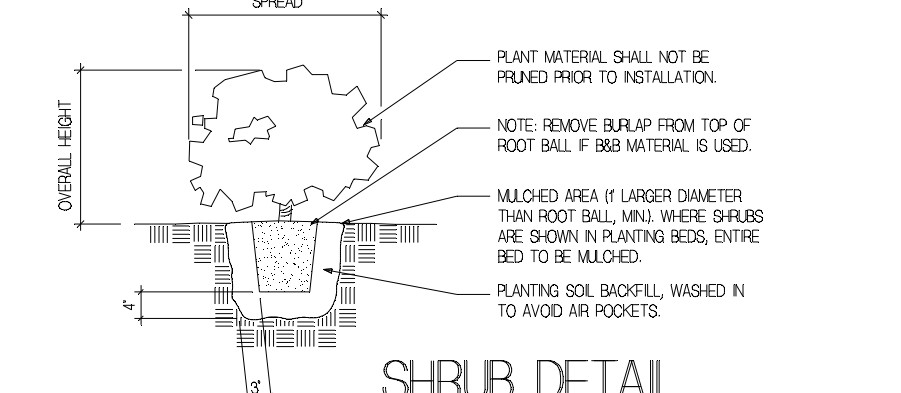 SPREAD
PLANT MATERIAL SHALL NOT BE
PRUNED PRIOR TO INSTALLATION.
OVERALL HEIGHT
NOTE: REMOVE BURLAP FROM TOP OF
ROOT BALL IF B&B MATERIAL IS USED.
MULCHED AREA (1' LARGER DIAMETER
THAN ROOT BALL, MIN.). WHERE SHRUBS
ARE SHOWN IN PLANTING BEDS, ENTIRE
BED TO BE MULCHED.
PLANTING SOIL BACKFILL, WASHED IN
TO AVOID AIR POCKETS.
4"
3"
SHRUB DETAIL